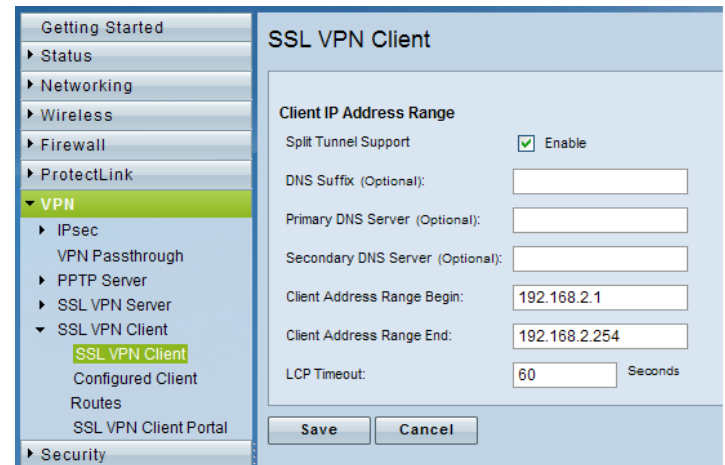 Getting Started
Status
Networking
Wireless
Firewall
ProtectLink
VPN
IPsec
VPN Passthrough
PPTP Server
SSL VPN Server
SSL VPN Client
SSL VPN Client
Configured Client
Routes
SSL VPN Client Portal
Security
SSL VPN Client
Client IP Address Range
Split Tunnel Support Enable
DNS Suffix (Optional):
Primary DNS Server (Optional):
Secondary DNS Server (Optional):
Client Address Range Begin: 192.168.2.1
Client Address Range End: 192.168.2.254
LCP Timeout: 60 Seconds
Save Cancel